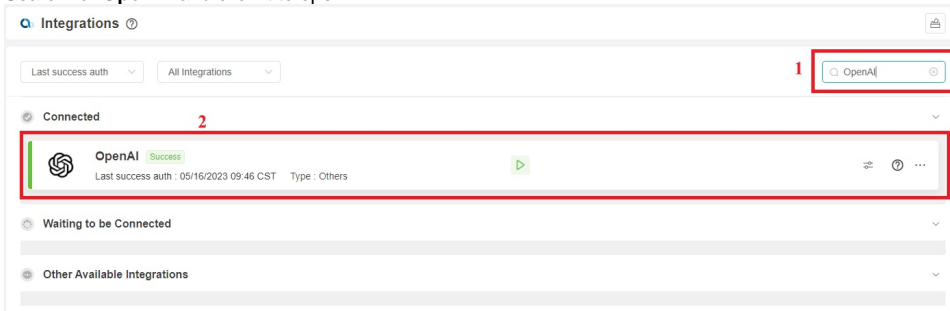 Integrations
1
Last success auth
All Integrations
OpenAI
Connected
2
OpenAI Success
Last success auth : 05/16/2023 09:46 CST Type : Others
Waiting to be Connected
Other Available Integrations